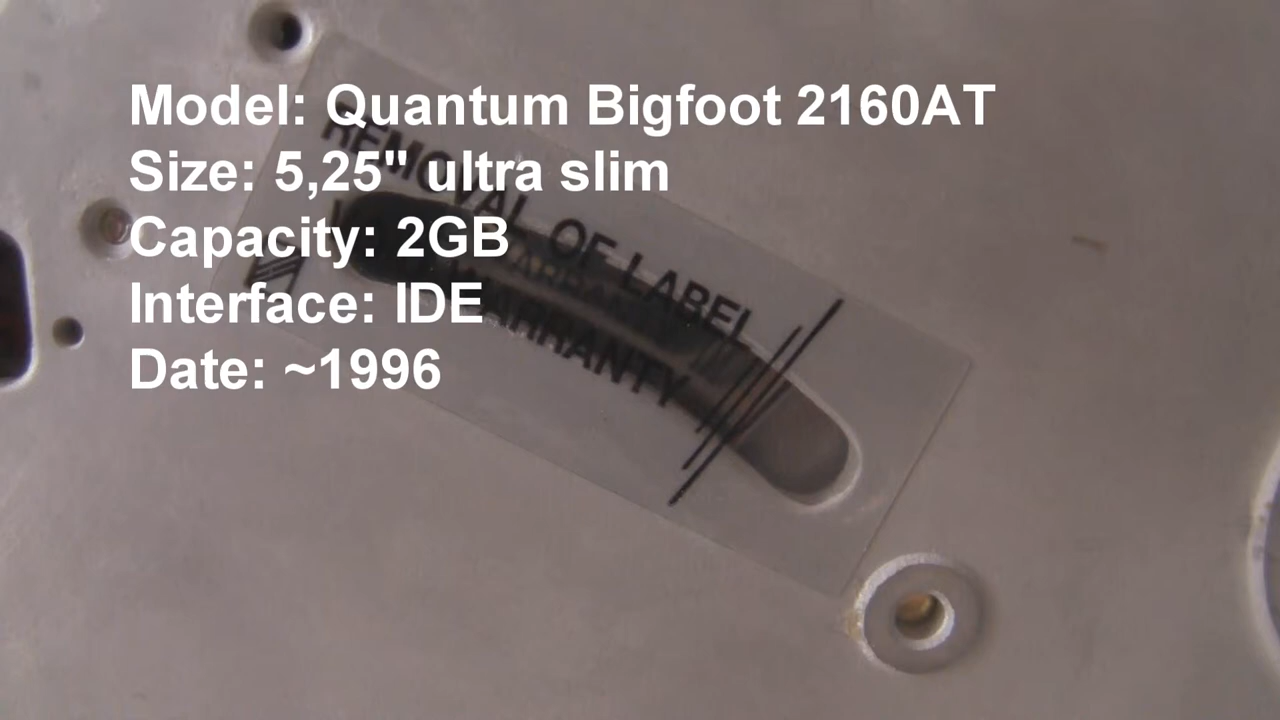 Model: Quantum Bigfoot 2160AT
Size: 5,25" ultra slim
Capacity: 2GB
Interface: IDE
Date: ~1996
REMOVAL OF LABEL
WARRANTY